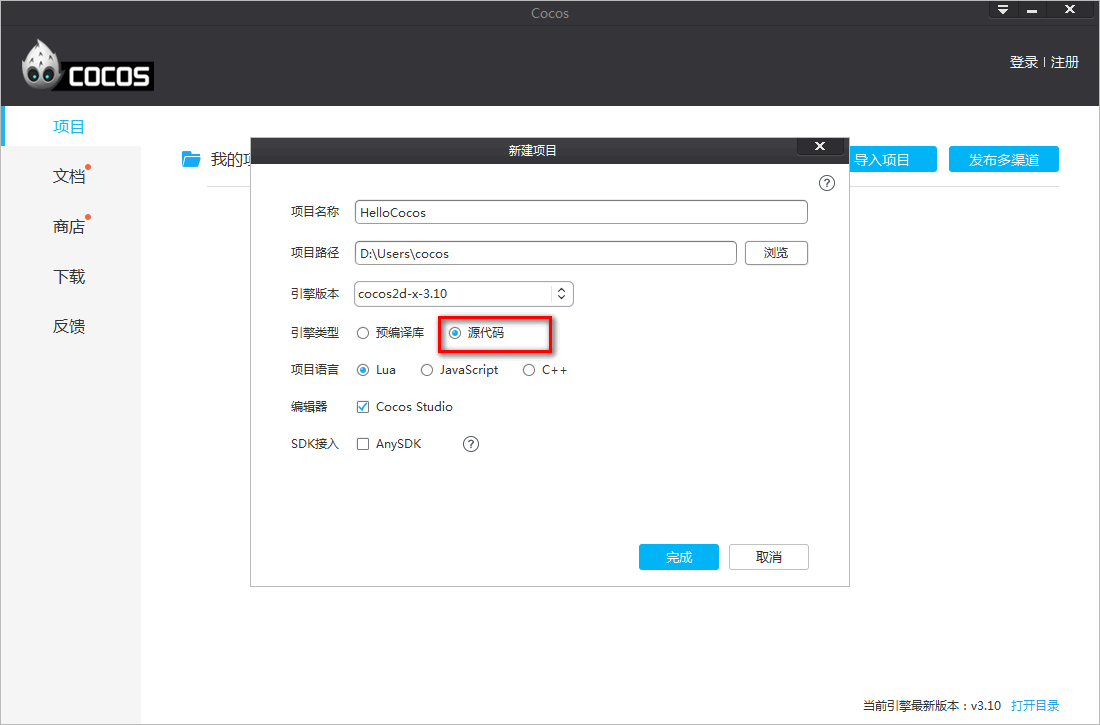 Cocos
COCOS
登录 | 注册
项目
文档
商店
下载
反馈
我的项
导入项目
发布多渠道
新建项目
?
项目名称 HelloCocos
项目路径 D:\Users\cocos 浏览
引擎版本 cocos2d-x-3.10
引擎类型 预编译库 源代码
项目语言 Lua JavaScript C++
编辑器 Cocos Studio
SDK接入 AnySDK ?
完成 取消
当前引擎最新版本：v3.10 打开目录